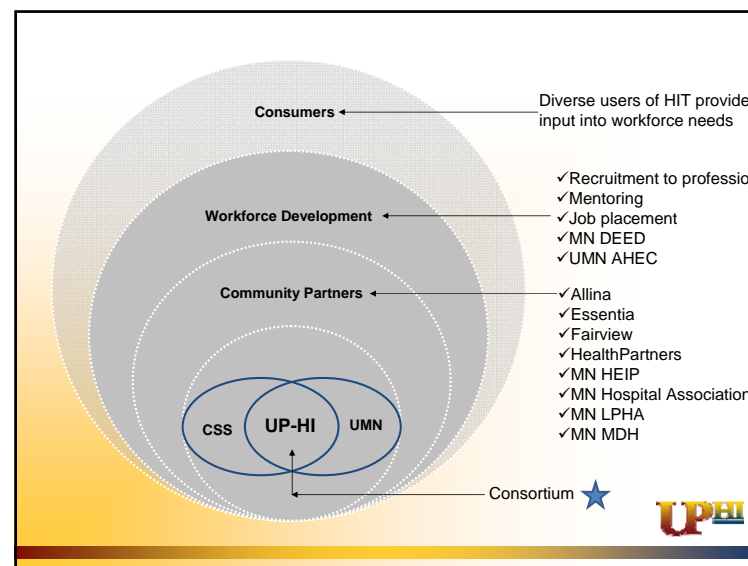 Consumers
Diverse users of HIT provide
input into workforce needs
Workforce Development
✓Recruitment to professio
✓Mentoring
✓Job placement
✓MN DEED
✓UMN AHEC
Community Partners
✓Allina
✓Essentia
✓Fairview
✓HealthPartners
✓MN HEIP
✓MN Hospital Association
✓MN LPHA
✓MN MDH
CSS
UP-HI
UMN
Consortium
UPHI